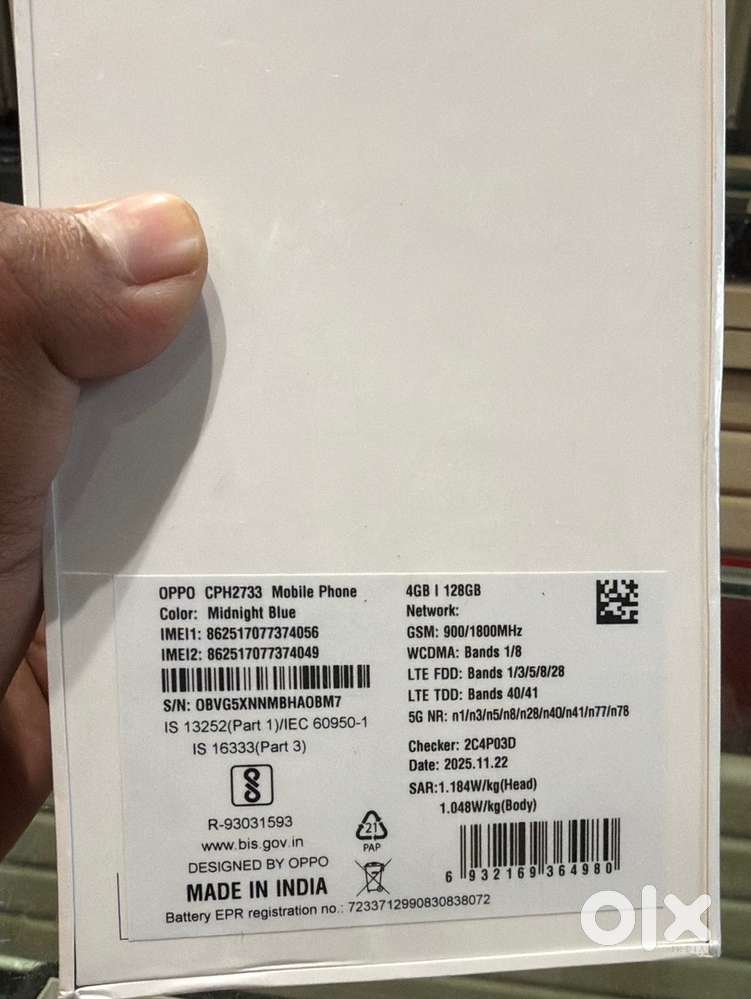 OPPO CPH2733 Mobile Phone
Color: Midnight Blue
IMEI1: 862517077374056
IMEI2: 862517077374049
S/N: OBVG5XNNMBHAOBM7
IS 13252(Part 1)/IEC 60950-1
IS 16333(Part 3)
R-93031593
www.bis.gov.in
DESIGNED BY OPPO
MADE IN INDIA
Battery EPR registration no.: 7233712990830838072
4GB | 128GB
Network:
GSM: 900/1800MHz
WCDMA: Bands 1/8
LTE FDD: Bands 1/3/5/8/28
LTE TDD: Bands 40/41
5G NR: n1/n3/n5/n8/n28/n40/n41/n77/n78
Checker: 2C4P03D
Date: 2025.11.22
SAR:1.184W/kg(Head)
1.048W/kg(Body)
21
PAP
6 932169 364980
olx
INDIA